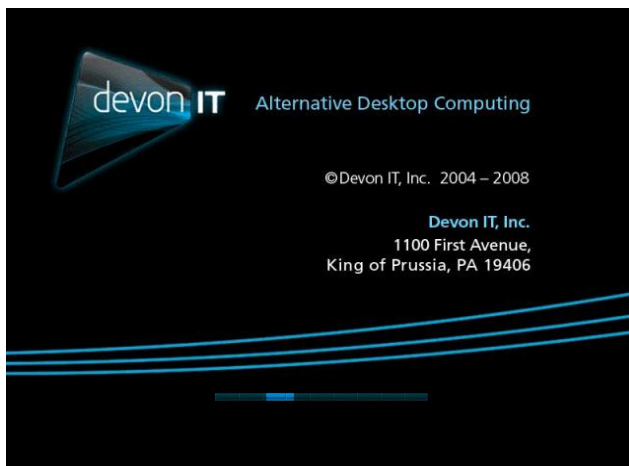 devon IT
Alternative Desktop Computing
©Devon IT, Inc. 2004 – 2008
Devon IT, Inc.
1100 First Avenue,
King of Prussia, PA 19406